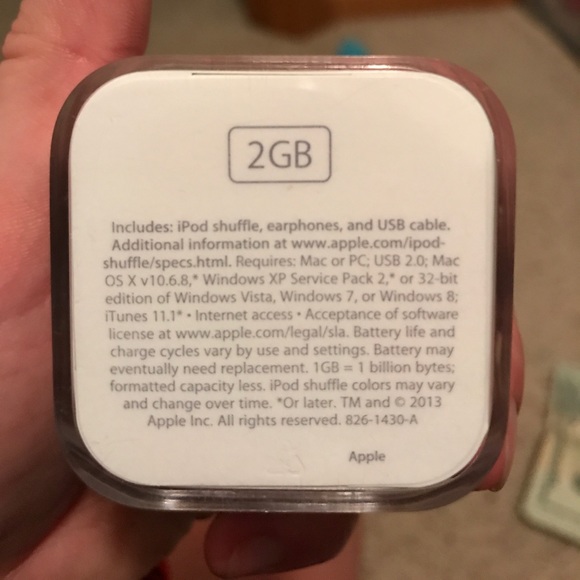 2GB
Includes: iPod shuffle, earphones, and USB cable.
Additional information at www.apple.com/ipod-
shuffle/specs.html. Requires: Mac or PC; USB 2.0; Mac
OS X v10.6.8,* Windows XP Service Pack 2,* or 32-bit
edition of Windows Vista, Windows 7, or Windows 8;
iTunes 11.1* • Internet access • Acceptance of software
license at www.apple.com/legal/sla. Battery life and
charge cycles vary by use and settings. Battery may
eventually need replacement. 1GB = 1 billion bytes;
formatted capacity less. iPod shuffle colors may vary
and change over time. *Or later. TM and © 2013
Apple Inc. All rights reserved. 826-1430-A
Apple